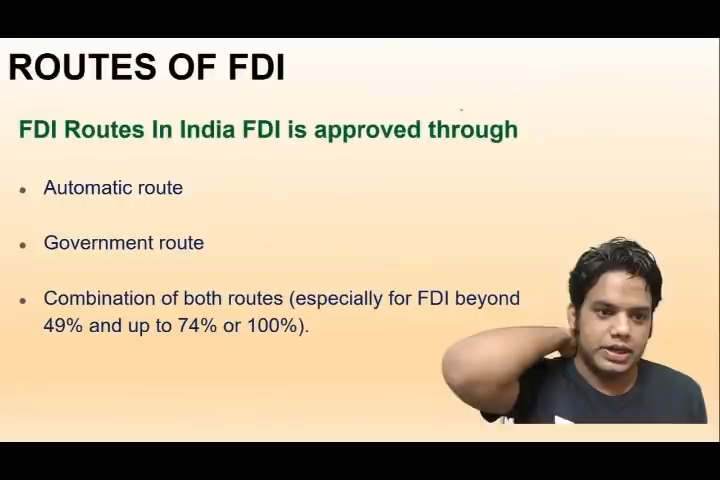 ROUTES OF FDI
FDI Routes In India FDI is approved through
Automatic route
Government route
Combination of both routes (especially for FDI beyond
49% and up to 74% or 100%).